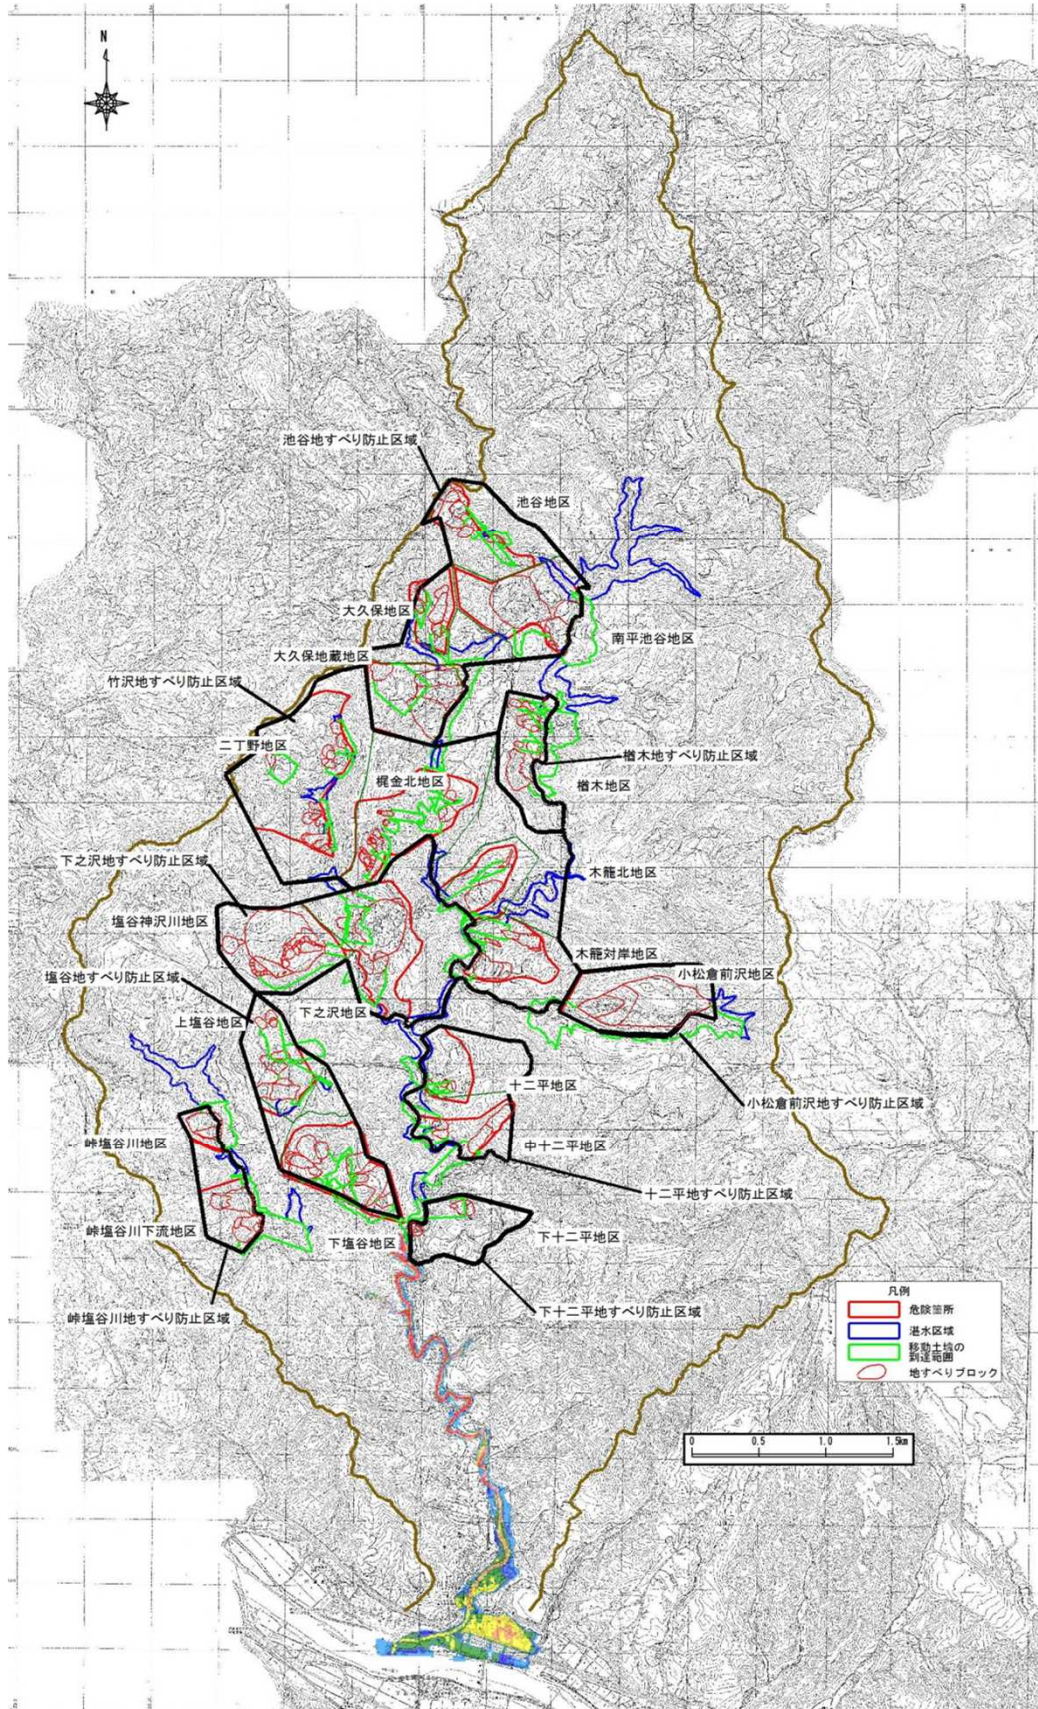 N
池谷地すべり防止区域
池谷地区
大久保地区
南平池谷地区
大久保地蔵地区
竹沢地すべり防止区域
二丁野地区
楢木地すべり防止区域
梶金北地区
楢木地区
下之沢地すべり防止区域
木籠北地区
塩谷神沢川地区
木籠対岸地区
小松倉前沢地区
塩谷地すべり防止区域
下之沢地区
上塩谷地区
十二平地区
小松倉前沢地すべり防止区域
峠塩谷川地区
中十二平地区
十二平地すべり防止区域
峠塩谷川下流地区
下塩谷地区
下十二平地区
峠塩谷川地すべり防止区域
下十二平地すべり防止区域
凡例
危険箇所
湛水区域
移動土塊の
到達範囲
地すべりブロック
0 0.5 1.0 1.5km